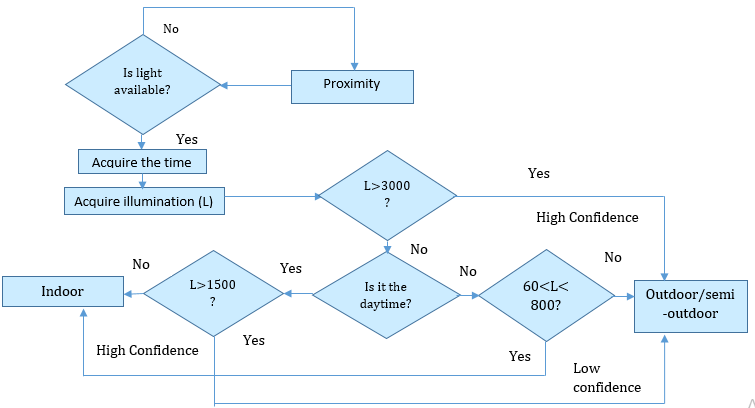 No
Is light
available?
Proximity
Yes
Acquire the time
Acquire illumination (L)
L>3000
?
Yes
High Confidence
No
Is it the
daytime?
Yes
No
L>1500
?
No
Indoor
60<L<
800?
No
Outdoor/semi
-outdoor
High Confidence
Yes
Yes
Low
confidence